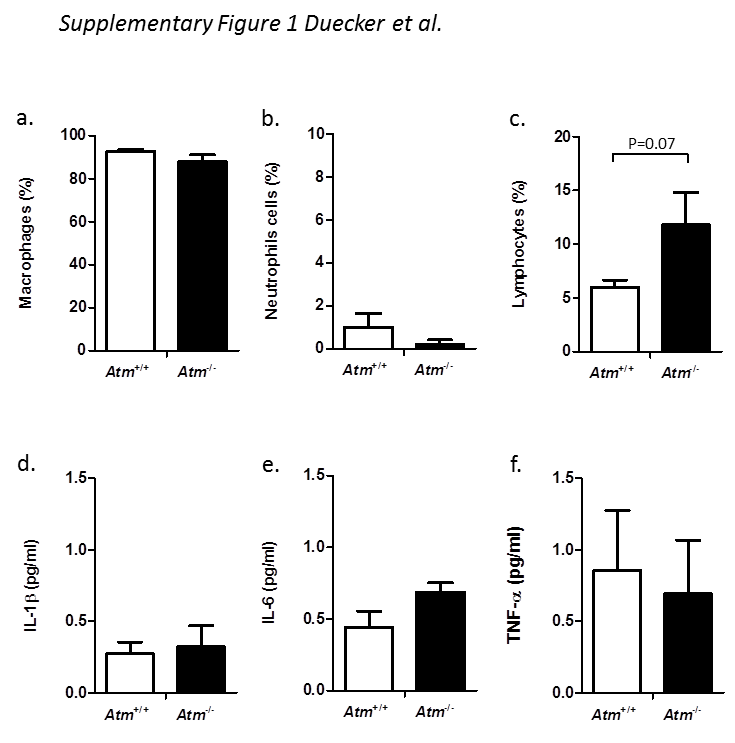 Supplementary Figure 1 Duecker et al.
a.
Macrophages (%)
100
80
60
40
20
0
Atm+/+ Atm-/-
b.
Neutrophils cells (%)
10
8
6
4
2
0
Atm+/+ Atm-/-
c.
Lymphocytes (%)
20
15
10
5
0
P=0.07
Atm+/+ Atm-/-
d.
IL-1β (pg/ml)
1.5
1.0
0.5
0.0
Atm+/+ Atm-/-
e.
IL-6 (pg/ml)
1.5
1.0
0.5
0.0
Atm+/+ Atm-/-
f.
TNF-α (pg/ml)
1.5
1.0
0.5
0.0
Atm+/+ Atm-/-